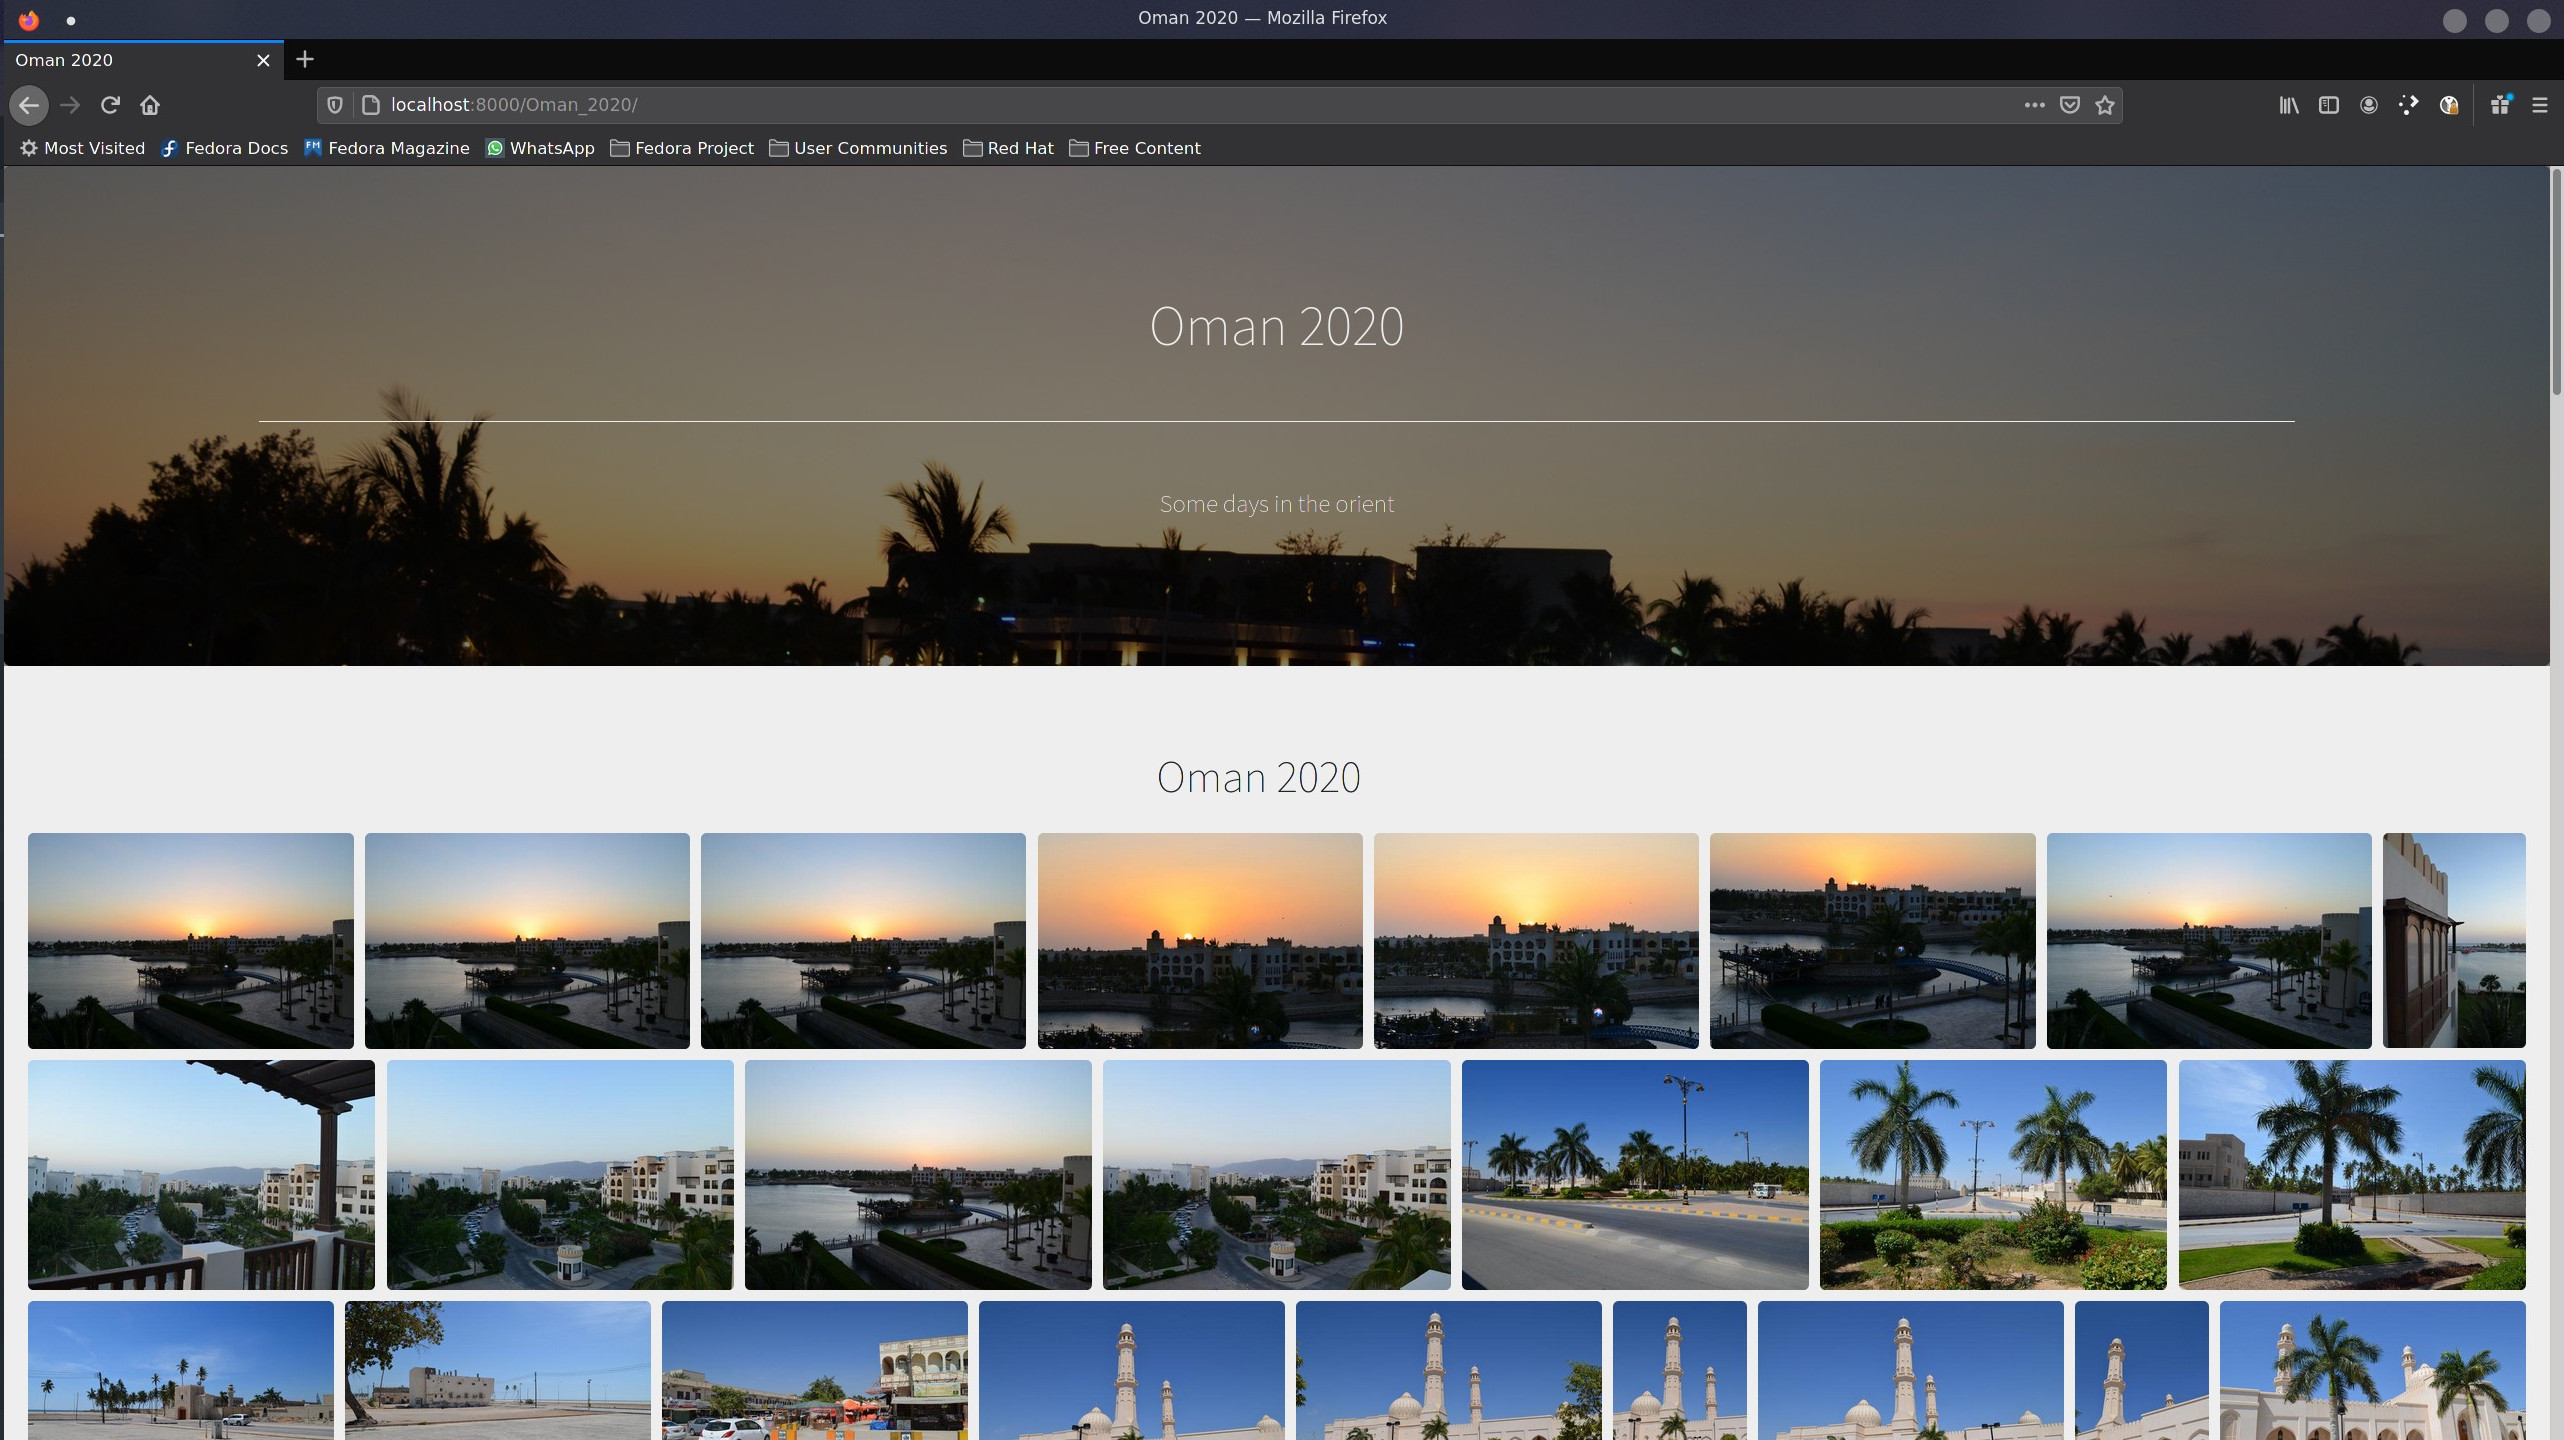 Oman 2020 — Mozilla Firefox
Oman 2020
localhost:8000/Oman_2020/
Most Visited Fedora Docs FM Fedora Magazine WhatsApp Fedora Project User Communities Red Hat Free Content
Oman 2020
Some days in the orient
Oman 2020